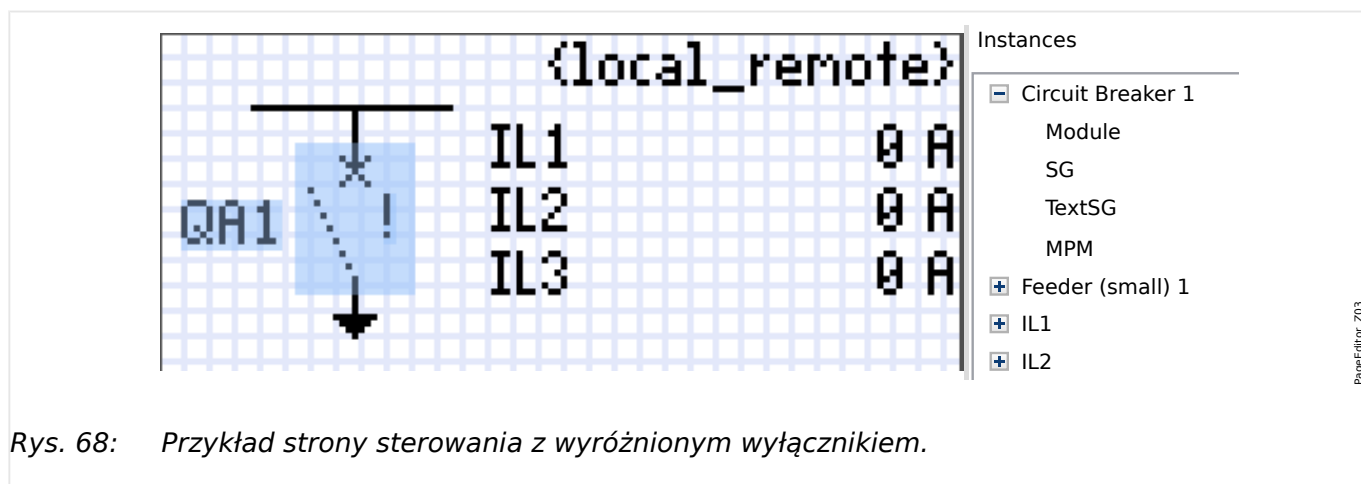 {local_remote}
IL1 0 A
QA1 ! IL2 0 A
IL3 0 A
Instances
Circuit Breaker 1
Module
SG
TextSG
MPM
Feeder (small) 1
IL1
IL2
PageEditor_Z03
Rys. 68: Przykład strony sterowania z wyróżnionym wyłącznikiem.